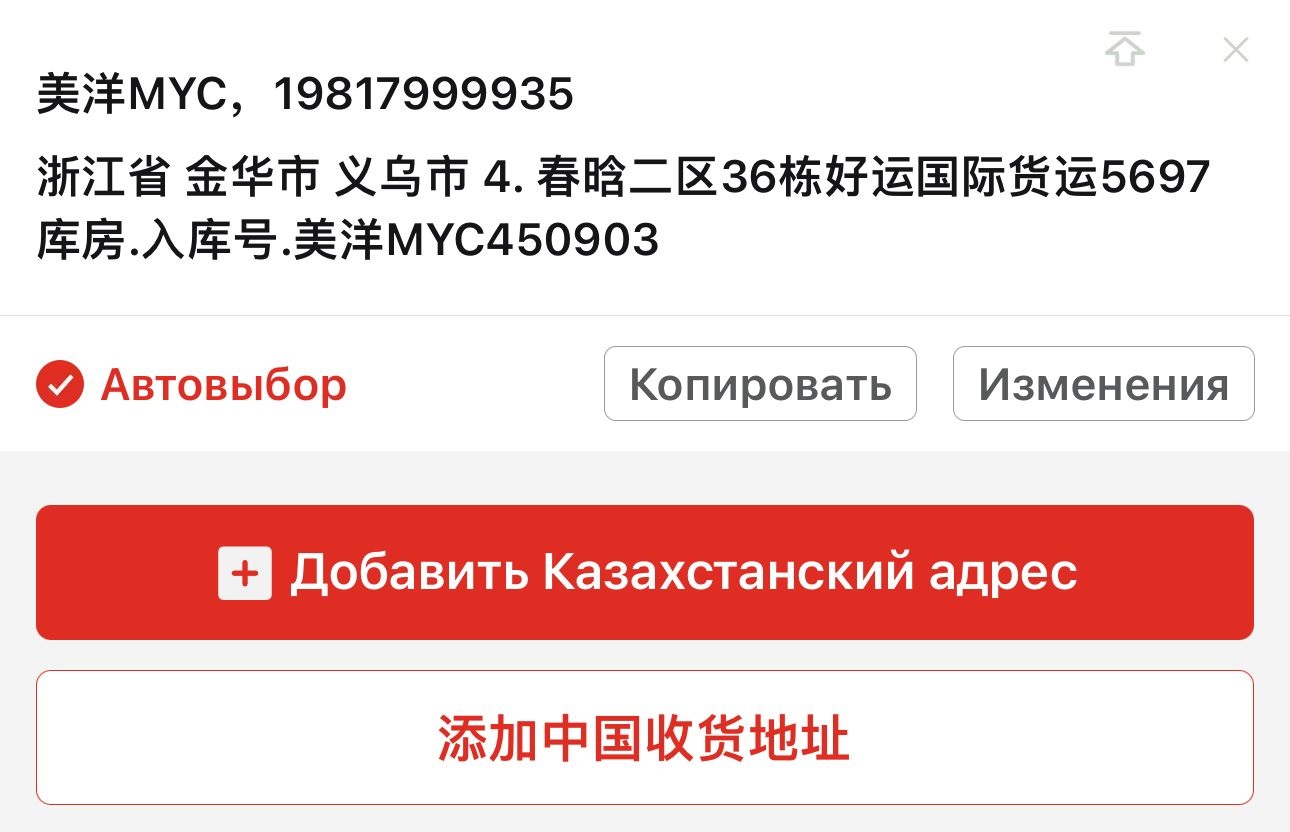 美洋MYC，19817999935
浙江省 金华市 义乌市 4. 春晗二区36栋好运国际货运5697
库房.入库号.美洋MYC450903
Автовыбор
Копировать
Изменения
Добавить Казахстанский адрес
添加中国收货地址